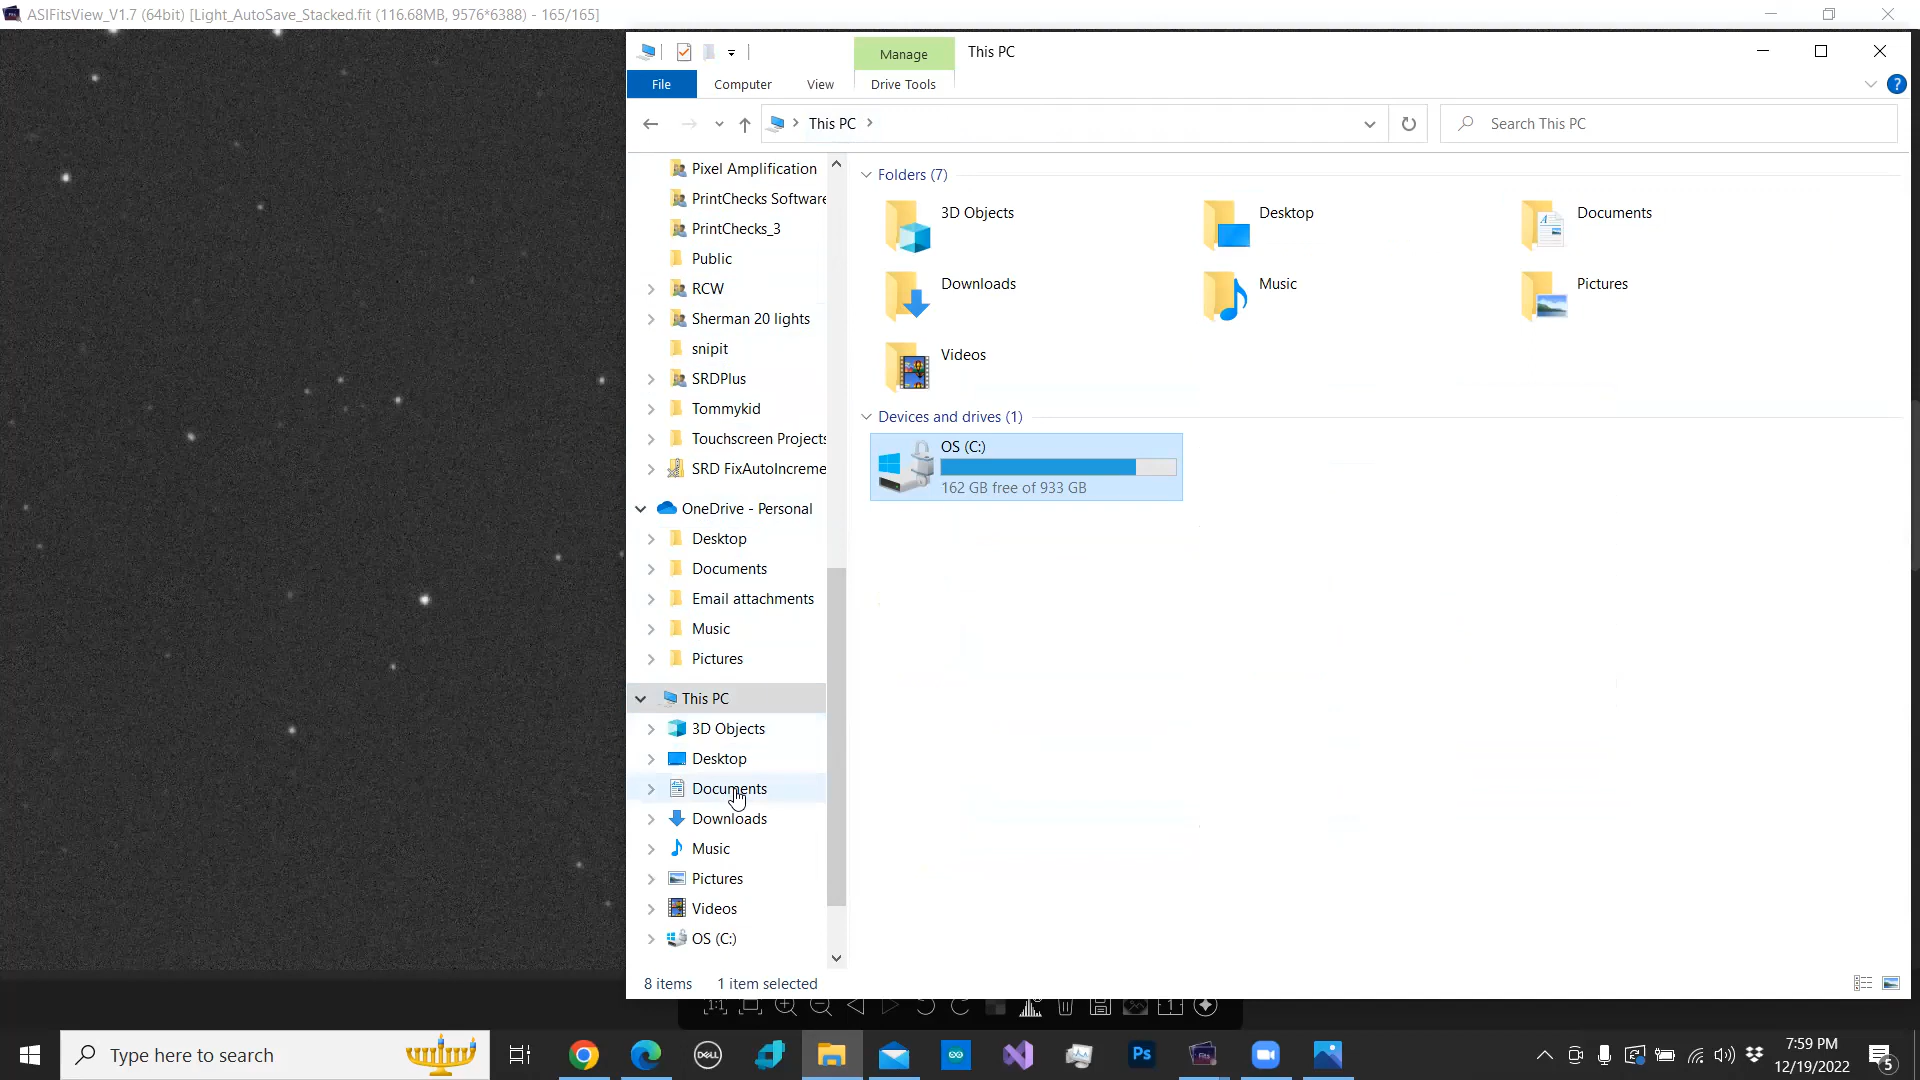 ASIFitsView_V1.7 (64bit) [Light_AutoSave_Stacked.fit (116.68MB, 9576*6388) - 165/165]
Manage
This PC
File
Computer
View
Drive Tools
This PC
Search This PC
Pixel Amplification
PrintChecks Software
PrintChecks_3
Public
RCW
Sherman 20 lights
snipit
SRDPlus
Tommykid
Touchscreen Projects
SRD FixAutoIncreme
OneDrive - Personal
Desktop
Documents
Email attachments
Music
Pictures
This PC
3D Objects
Desktop
Documents
Downloads
Music
Pictures
Videos
OS (C:)
Folders (7)
3D Objects
Desktop
Documents
Downloads
Music
Pictures
Videos
Devices and drives (1)
OS (C:)
162 GB free of 933 GB
8 items
1 item selected
1:1
Type here to search
DELL
Ps
Fits
7:59 PM
12/19/2022
5